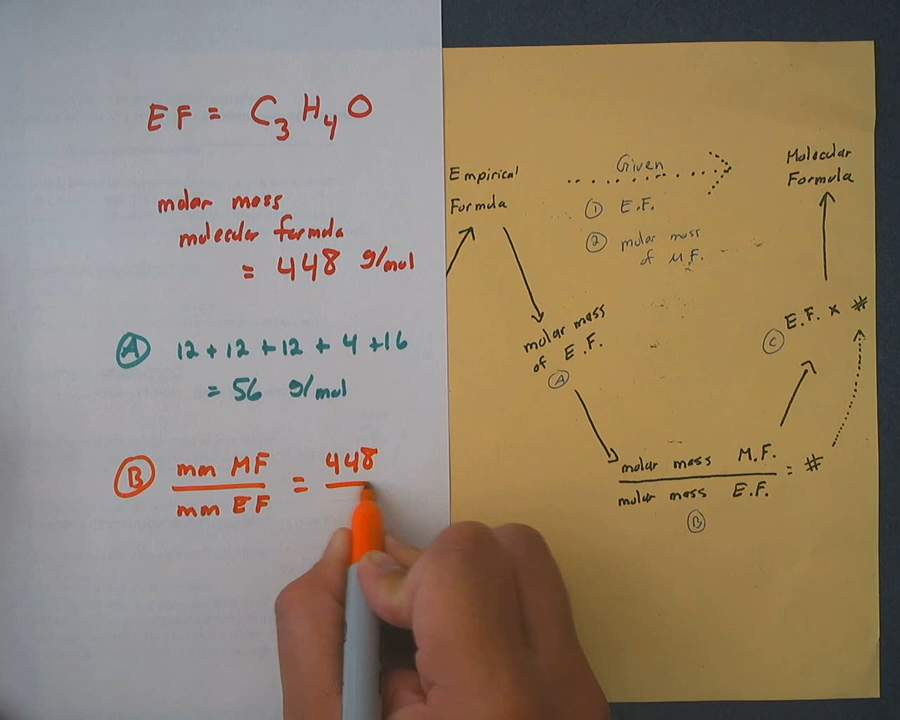 EF = C3H4O
molar mass
molecular formula
= 448 g/mol
A 12 + 12 + 12 + 4 + 16
= 56 g/mol
B mm MF
mm EF
= 448
Empirical
Formula
Given
1 E.F.
2 molar mass
of M.F.
Molecular
Formula
molar mass
of E.F.
A
C E.F. x #
molar mass M.F.
molar mass E.F.
= #
B